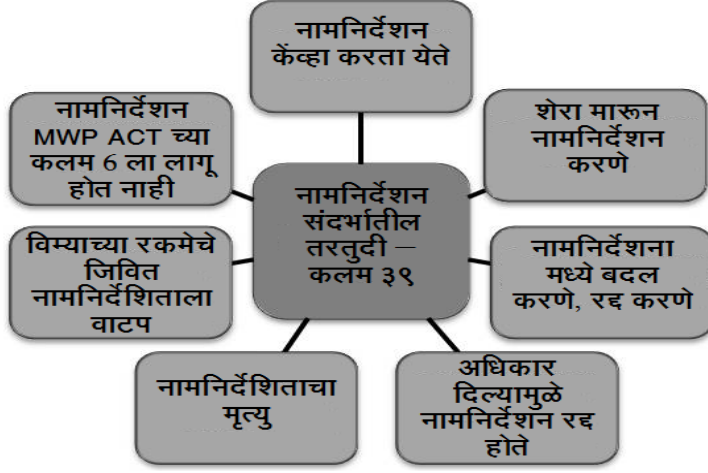 नामनिर्देशन
केंव्हा करता येते
शेरा मारून
नामनिर्देशन
करणे
नामनिर्देशना
मध्ये बदल
करणे, रद्द करणे
अधिकार
दिल्यामुळे
नामनिर्देशन रद्द
होते
नामनिर्देशिताचा
मृत्यु
विम्याच्या रकमेचे
जिवित
नामनिर्देशिताला
वाटप
नामनिर्देशन
MWP ACT च्या
कलम 6 ला लागू
होत नाही
नामनिर्देशन
संदर्भातील
तरतुदी –
कलम ३९